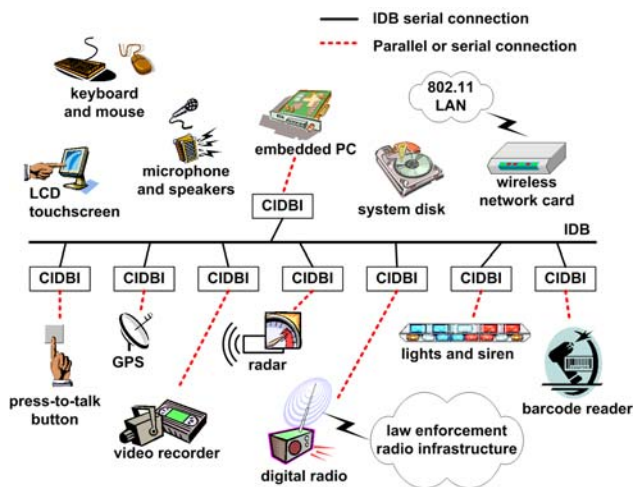 IDB serial connection
Parallel or serial connection
keyboard
and mouse
802.11
LAN
microphone
and speakers
embedded PC
LCD
touchscreen
system disk
wireless
network card
CIDBI
IDB
CIDBI
CIDBI
CIDBI
CIDBI
CIDBI
CIDBI
CIDBI
GPS
radar
lights and siren
press-to-talk
button
barcode reader
video recorder
digital radio
law enforcement
radio infrastructure